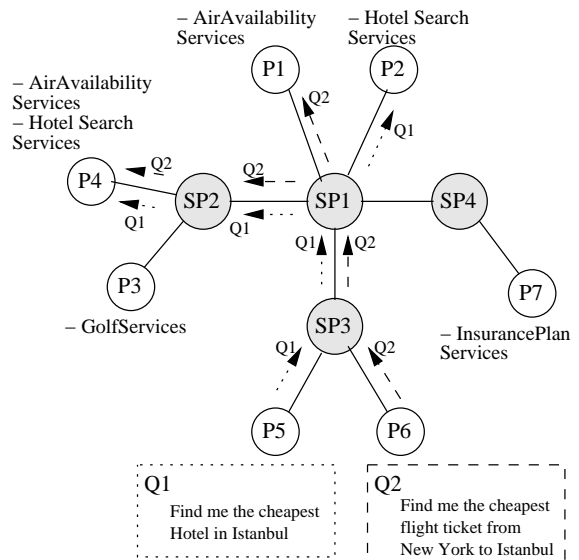 – AirAvailability
Services
– Hotel Search
Services
P1
P2
– AirAvailability
Services
– Hotel Search
Services
Q2
Q1
Q2
Q2
P4
SP2
SP1
SP4
Q1
Q1
Q1
Q2
P3
P7
– GolfServices
SP3
– InsurancePlan
Services
Q1
Q2
P5
P6
Q1
Find me the cheapest
Hotel in Istanbul
Q2
Find me the cheapest
flight ticket from
New York to Istanbul